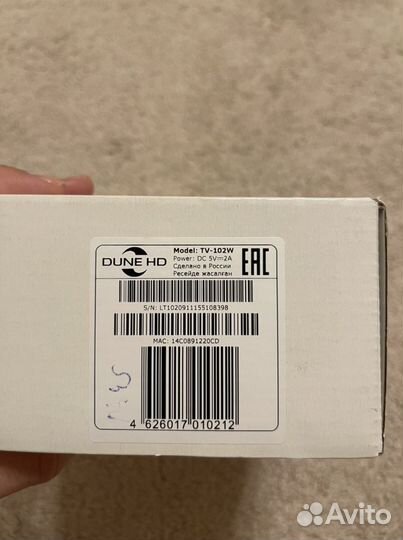 DUNE HD
Model: TV-102W
Power: DC 5V⎓2A
Сделано в России
Ресейде жасалған
EAC
S/N: LT1020911155108398
MAC: 14C0891220CD
4 626017 010212
Avito